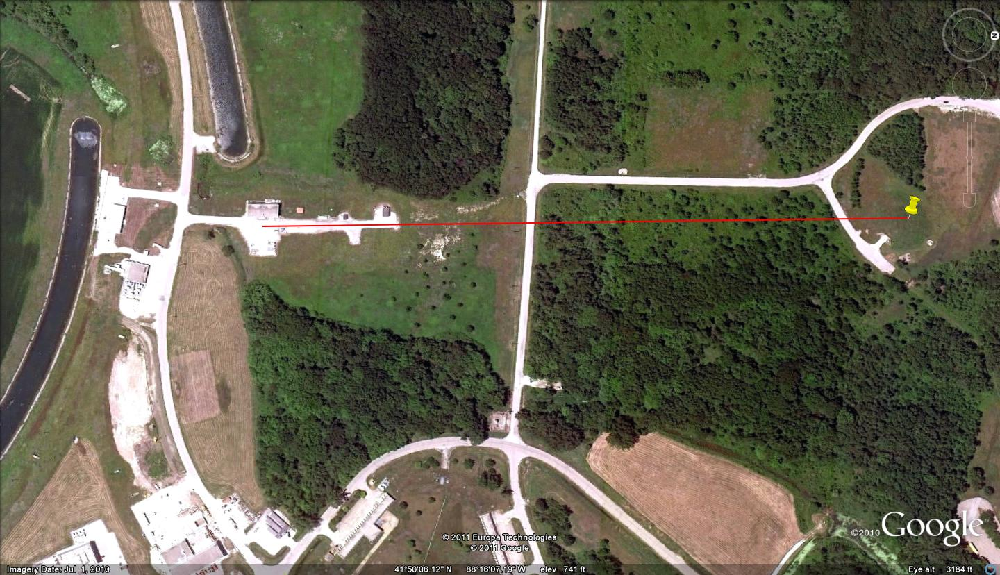 N
© 2011 Europa Technologies
© 2011 Google
©2010 Google
Imagery Date: Jul 1, 2010 41°50'06.12" N 88°16'07.19" W elev 741 ft Eye alt 3184 ft